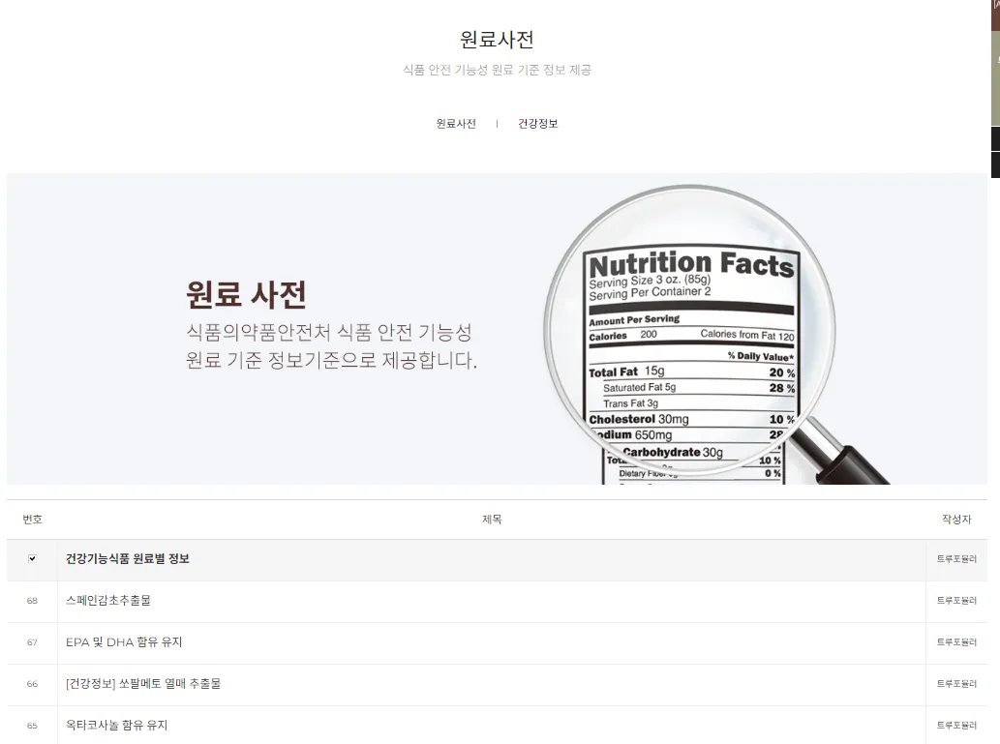 원료사전
식품 안전 기능성 원료 기준 정보 제공
원료사전 | 건강정보
원료 사전
식품의약품안전처 식품 안전 기능성
원료 기준 정보기준으로 제공합니다.
Nutrition Facts
Serving Size 3 oz. (85g)
Serving Per Container 2
Amount Per Serving
Calories 200 Calories from Fat 120
% Daily Value*
Total Fat 15g 20 %
Saturated Fat 5g 28 %
Trans Fat 3g
Cholesterol 30mg 10 %
odium 650mg 28
Carbohydrate 30g
10 %
Dietary Fiber 0 %
번호 제목 작성자
건강기능식품 원료별 정보 트루포뮬러
68 스페인감초추출물 트루포뮬러
67 EPA 및 DHA 함유 유지 트루포뮬러
66 [건강정보] 쏘팔메토 열매 추출물 트루포뮬러
65 옥타코사놀 함유 유지 트루포뮬러